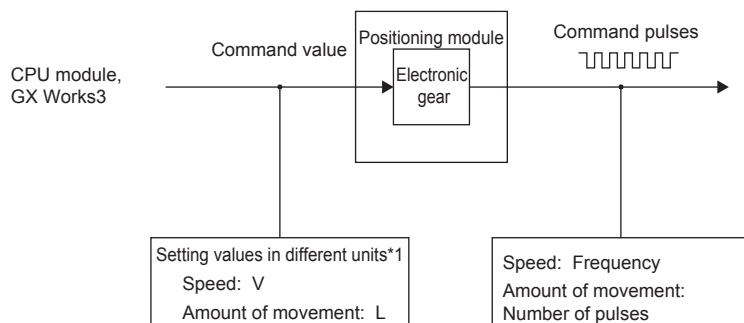 Command value
Positioning module
Command pulses
CPU module,
GX Works3
Electronic
gear
Setting values in different units*1
Speed: V
Amount of movement: L
Speed: Frequency
Amount of movement:
Number of pulses